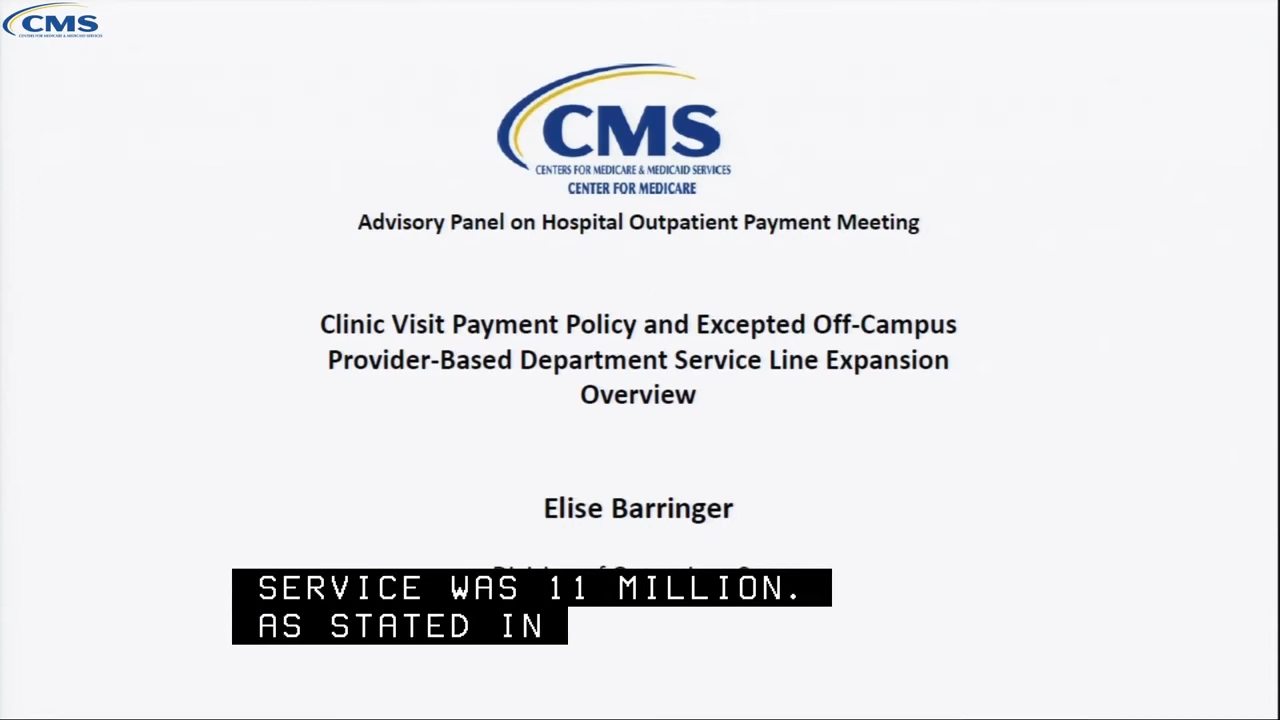 CMS
CENTERS FOR MEDICARE & MEDICAID SERVICES
CMS
CENTERS FOR MEDICARE & MEDICAID SERVICES
CENTER FOR MEDICARE
Advisory Panel on Hospital Outpatient Payment Meeting
Clinic Visit Payment Policy and Excepted Off-Campus
Provider-Based Department Service Line Expansion
Overview
Elise Barringer
SERVICE WAS 11 MILLION.
AS STATED IN